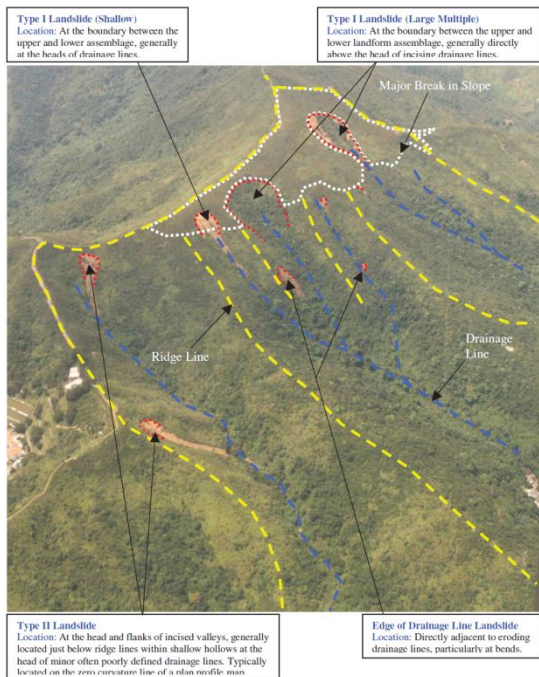 Type I Landslide (Shallow)
Location: At the boundary between the
upper and lower assemblage, generally
at the heads of drainage lines.
Type I Landslide (Large Multiple)
Location: At the boundary between the upper and
lower landform assemblage, generally directly
above the head of incising drainage lines.
Major Break in Slope
Ridge Line
Drainage
Line
Type II Landslide
Location: At the head and flanks of incised valleys, generally
located just below ridge lines within shallow hollows at the
head of minor often poorly defined drainage lines. Typically
located on the zero curvature line of a plan profile map
Edge of Drainage Line Landslide
Location: Directly adjacent to eroding
drainage lines, particularly at bends.